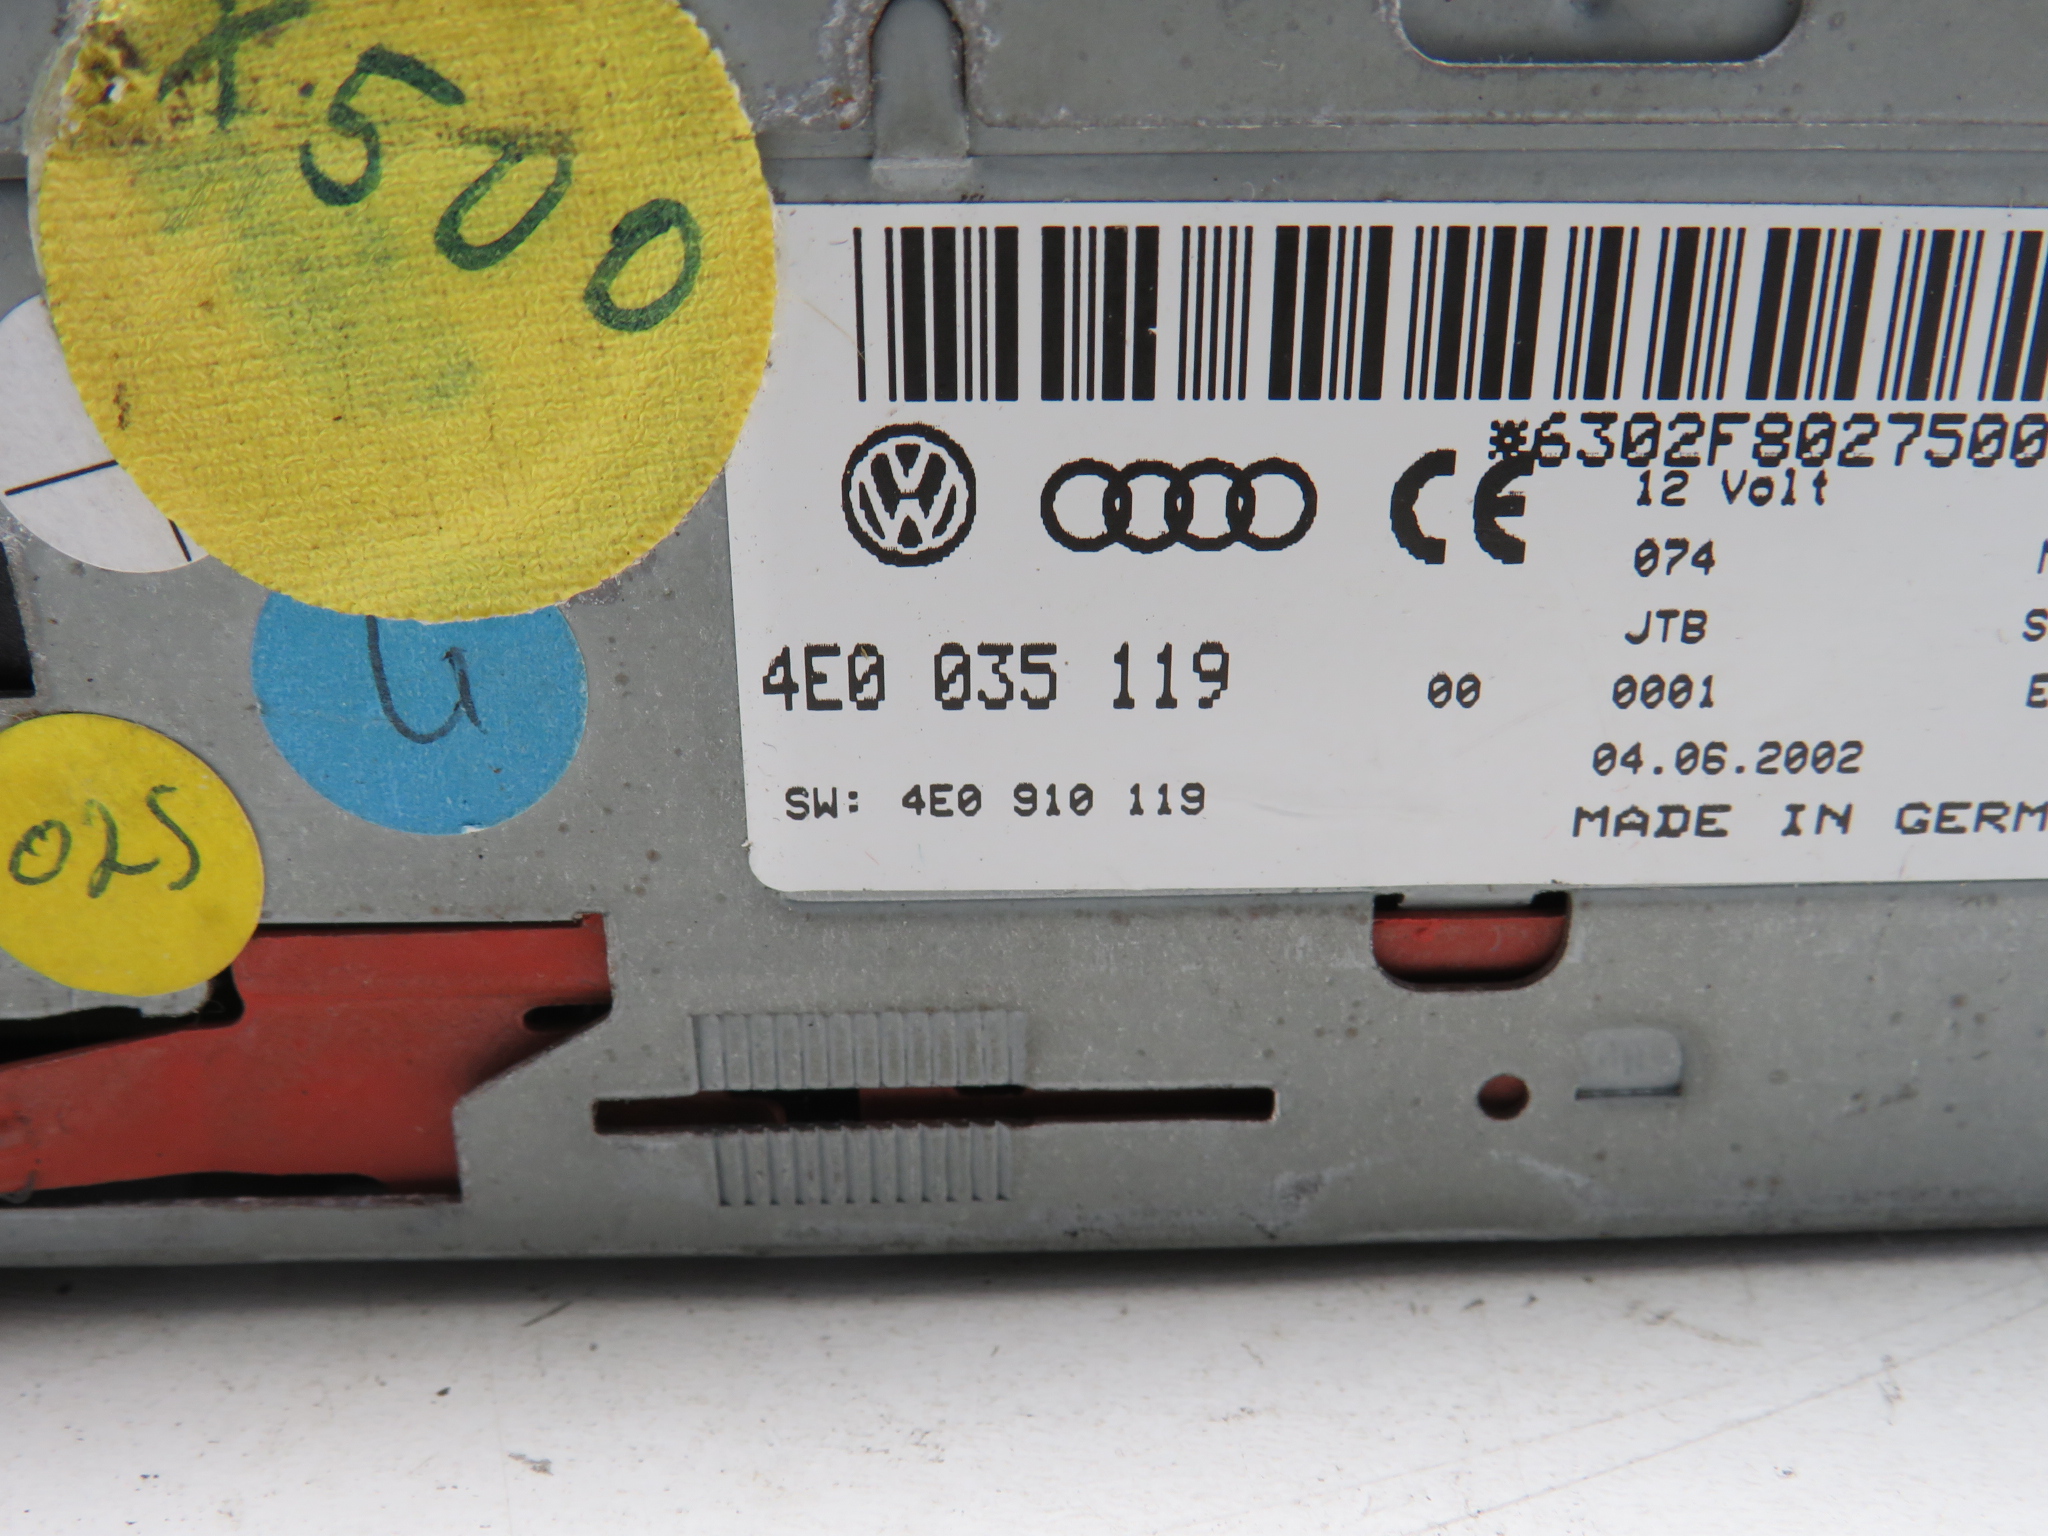 x500
*6302F8027500
12 Volt
074
JTB
4E0 035 119 00 0001
04.06.2002
SW: 4E0 910 119
MADE IN GERM
U
025